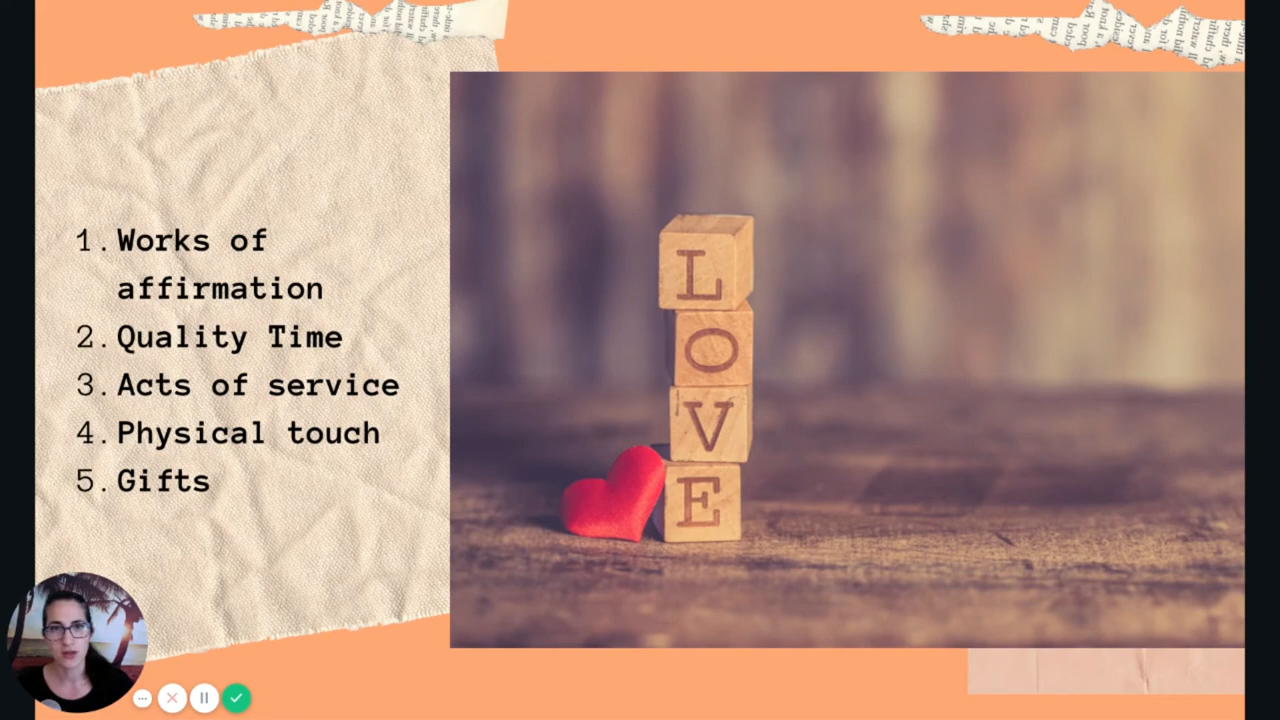 1. Works of
affirmation
2. Quality Time
3. Acts of service
4. Physical touch
5. Gifts
L
O
V
E